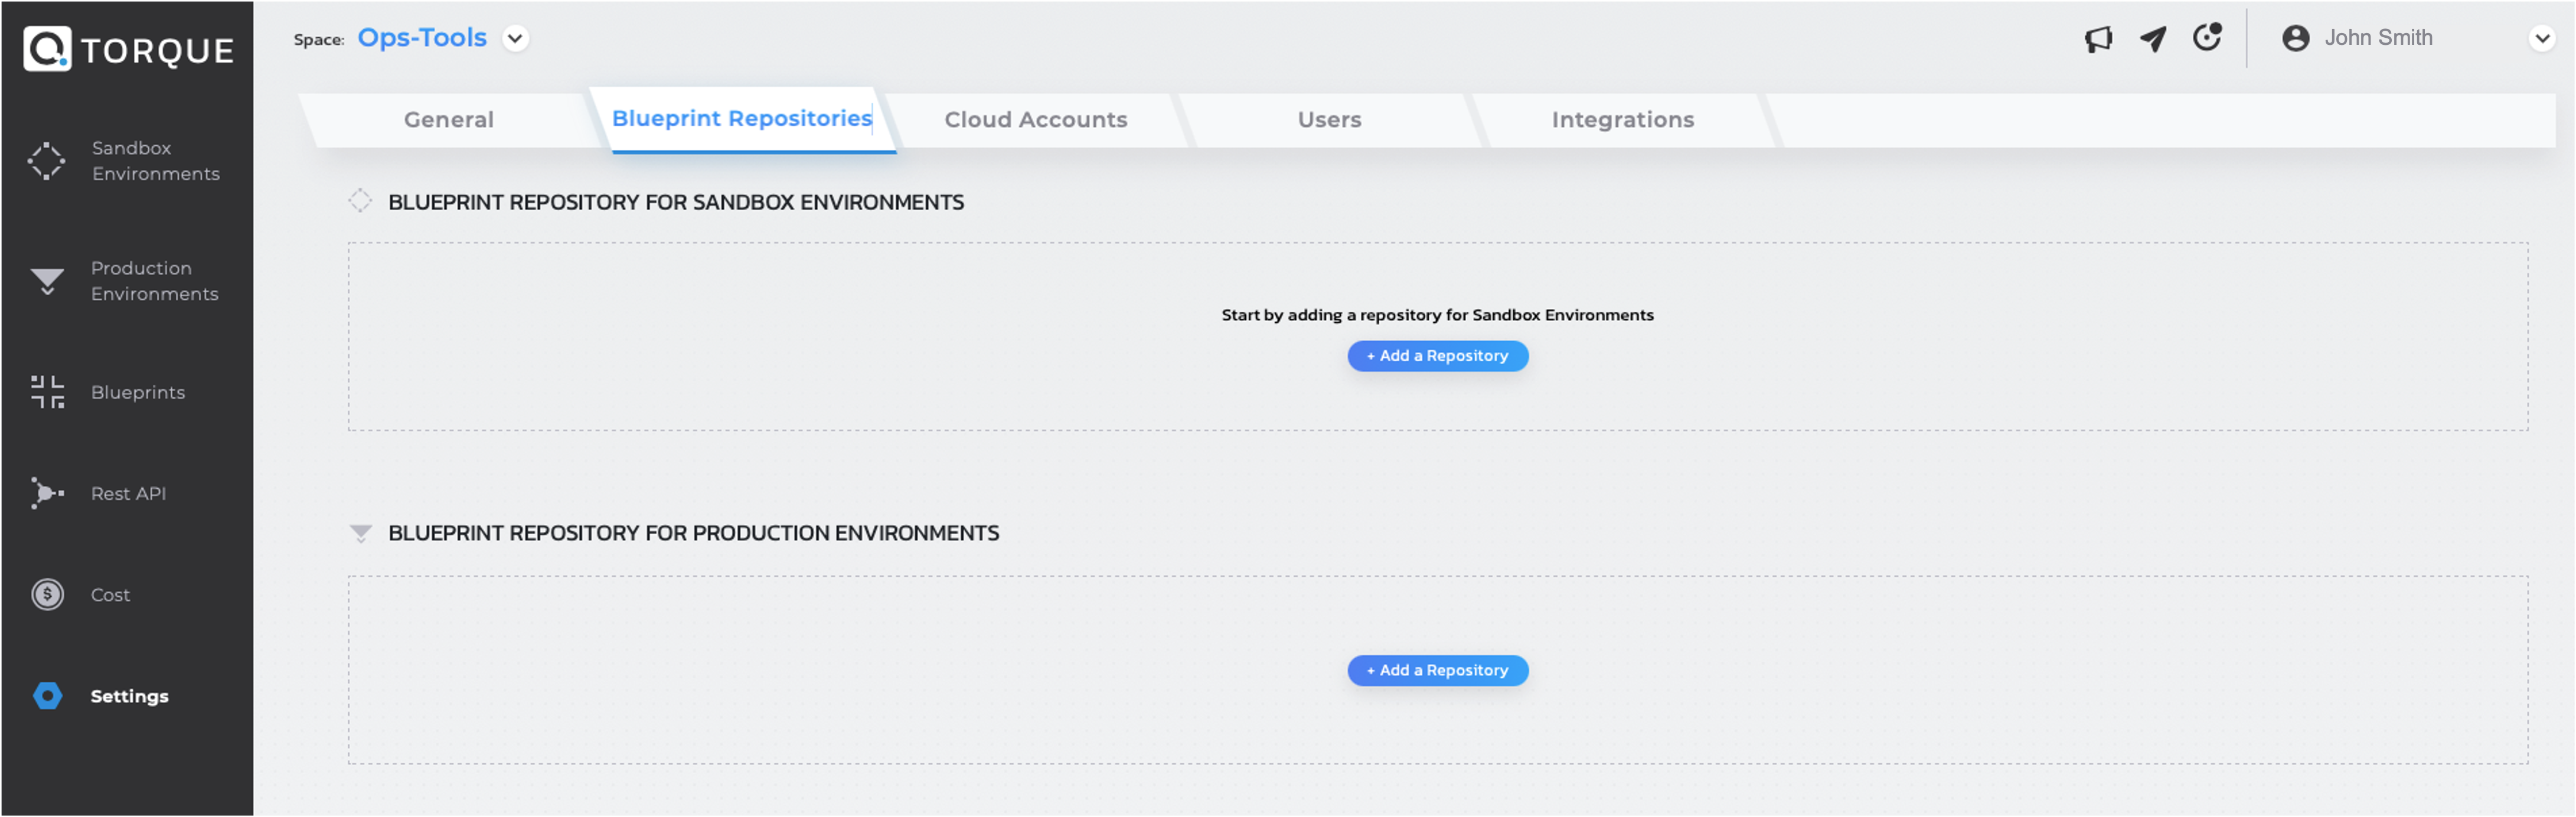 TORQUE
Space: Ops-Tools
John Smith
General
Blueprint Repositories
Cloud Accounts
Users
Integrations
Sandbox
Environments
Production
Environments
Blueprints
Rest API
Cost
Settings
BLUEPRINT REPOSITORY FOR SANDBOX ENVIRONMENTS
Start by adding a repository for Sandbox Environments
+ Add a Repository
BLUEPRINT REPOSITORY FOR PRODUCTION ENVIRONMENTS
+ Add a Repository